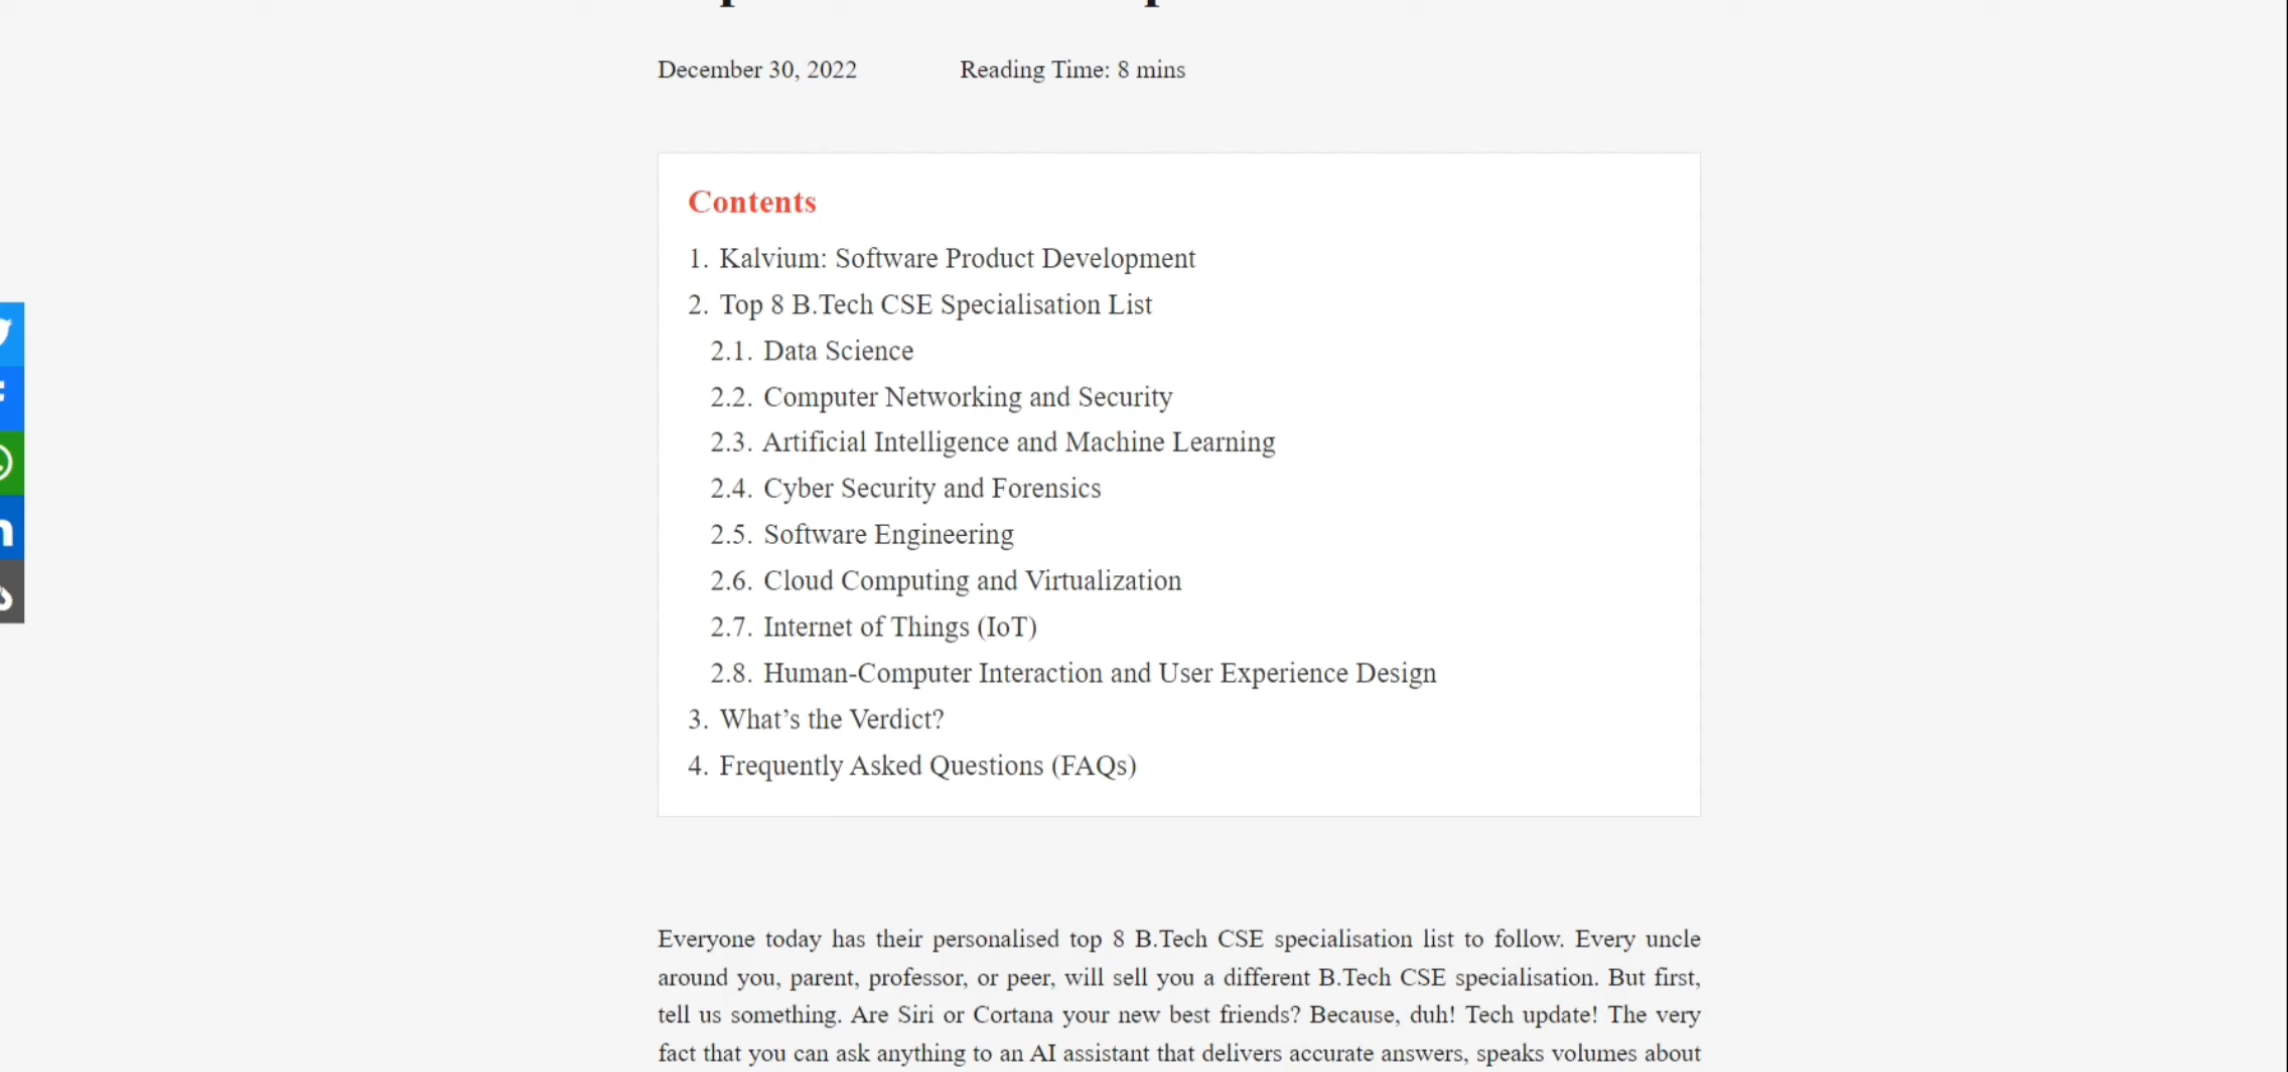 December 30, 2022 Reading Time: 8 mins
Contents
1. Kalvium: Software Product Development
2. Top 8 B.Tech CSE Specialisation List
2.1. Data Science
2.2. Computer Networking and Security
2.3. Artificial Intelligence and Machine Learning
2.4. Cyber Security and Forensics
2.5. Software Engineering
2.6. Cloud Computing and Virtualization
2.7. Internet of Things (IoT)
2.8. Human-Computer Interaction and User Experience Design
3. What’s the Verdict?
4. Frequently Asked Questions (FAQs)
Everyone today has their personalised top 8 B.Tech CSE specialisation list to follow. Every uncle
around you, parent, professor, or peer, will sell you a different B.Tech CSE specialisation. But first,
tell us something. Are Siri or Cortana your new best friends? Because, duh! Tech update! The very
fact that you can ask anything to an AI assistant that delivers accurate answers, speaks volumes about